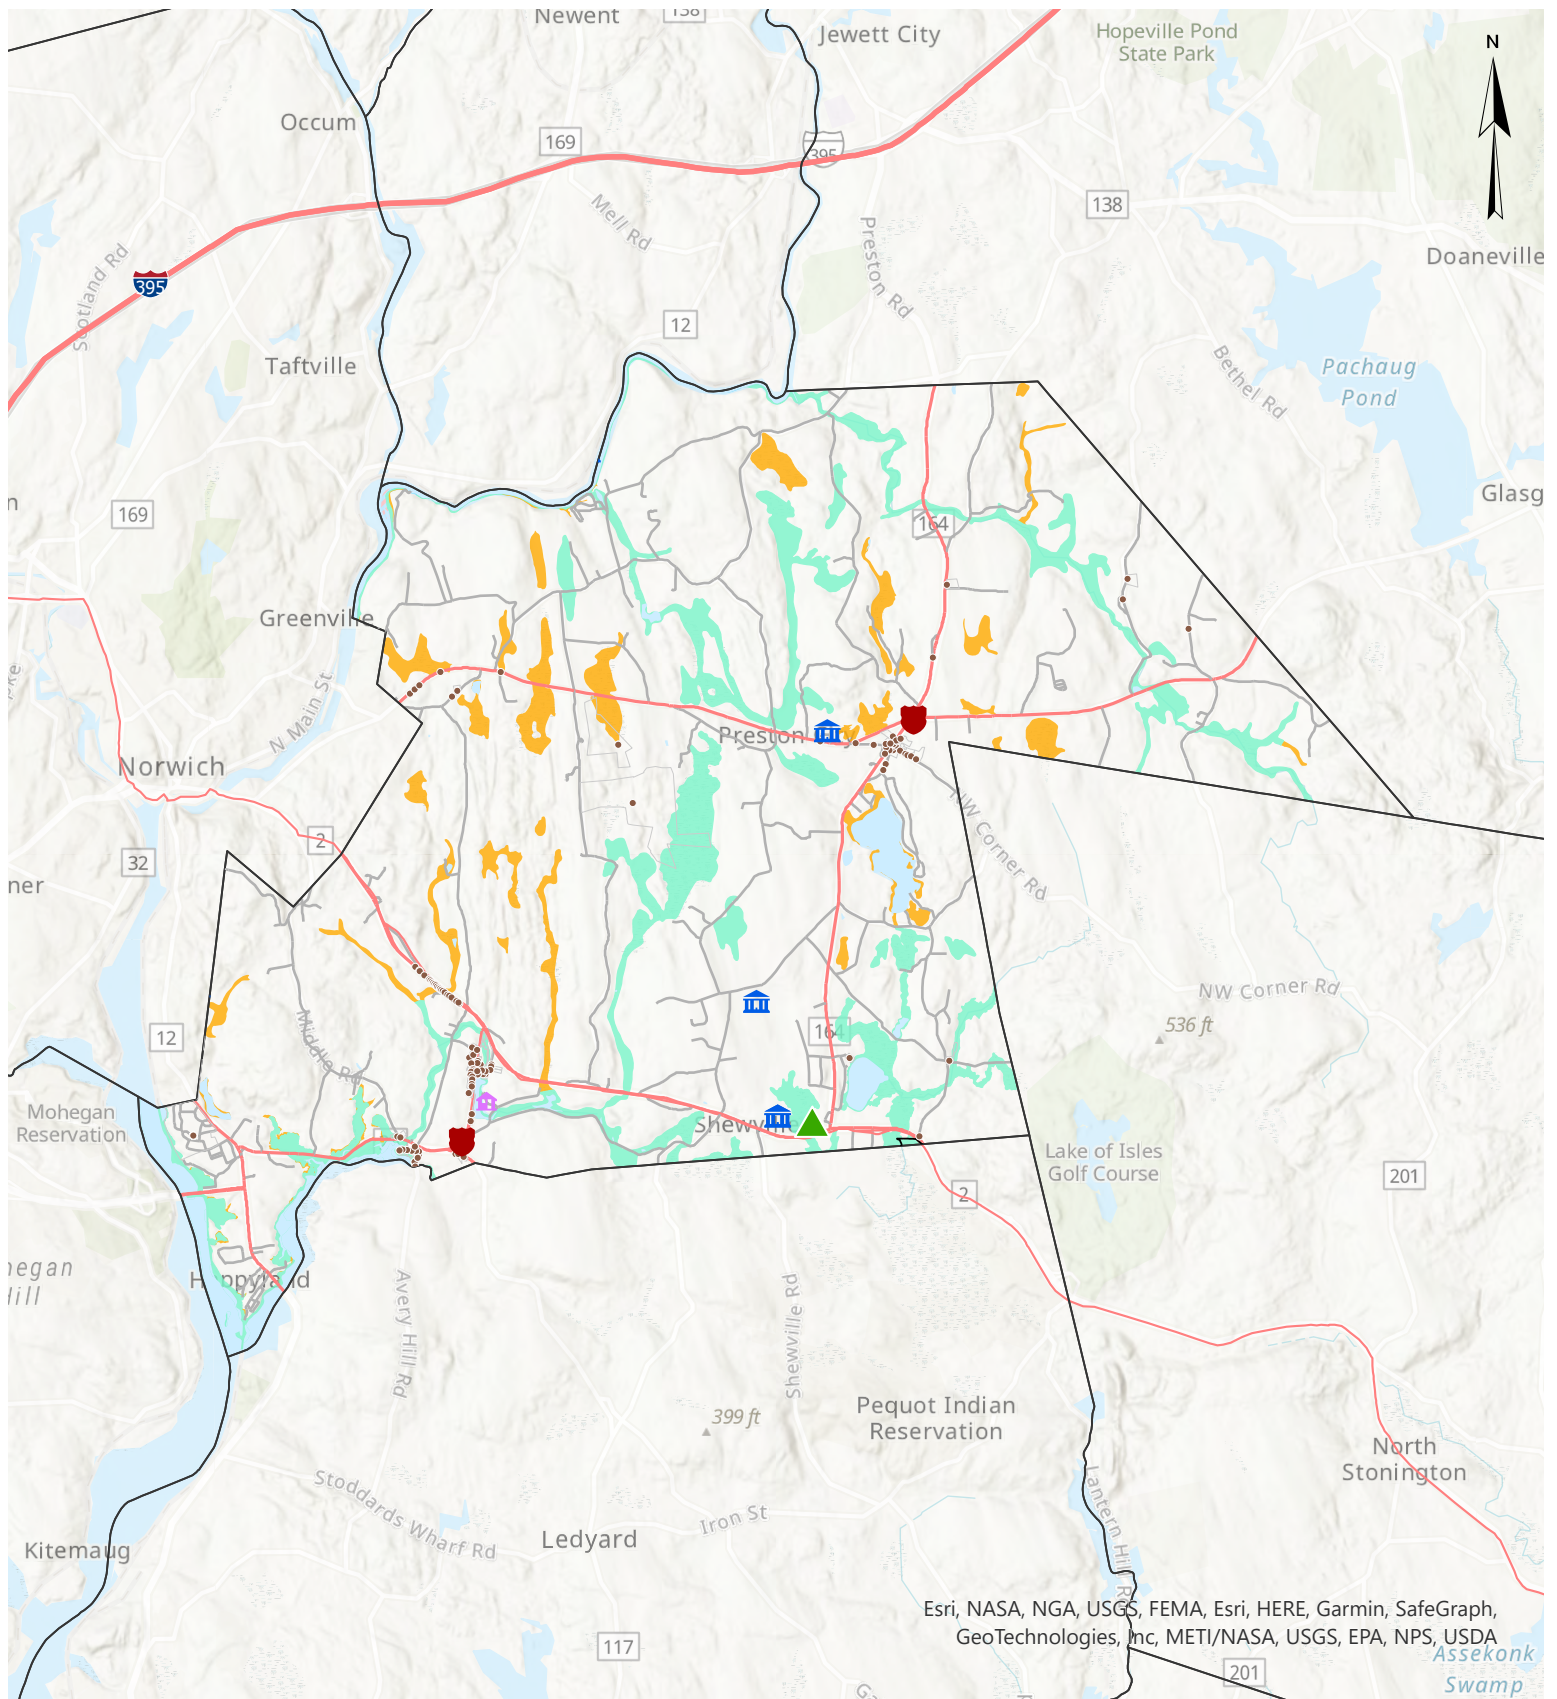 Newent
138
Jewett City
Hopeville Pond
State Park
N
Occum
169
395
Mell Rd
138
Scotland Rd
Preston Rd
Doaneville
395
12
Taftville
Bethel Rd
Pachaug
Pond
Glasg
n
169
164
Greenville
N Main St
Preston
Norwich
NW Corner Rd
2
32
ner
NW Corner Rd
536 ft
12
164
Middle Rd
Mohegan
Reservation
Shewville
Lake of Isles
Golf Course
201
2
hegan
Hill
Happyland
Avery Hill Rd
Shewville Rd
399 ft
Pequot Indian
Reservation
North
Stonington
Lantern Hill Rd
Stoddards Wharf Rd
Iron St
Ledyard
Kitemaug
Esri, NASA, NGA, USGS, FEMA, Esri, HERE, Garmin, SafeGraph,
GeoTechnologies, Inc, METI/NASA, USGS, EPA, NPS, USDA
117
Assekonk
Swamp
201